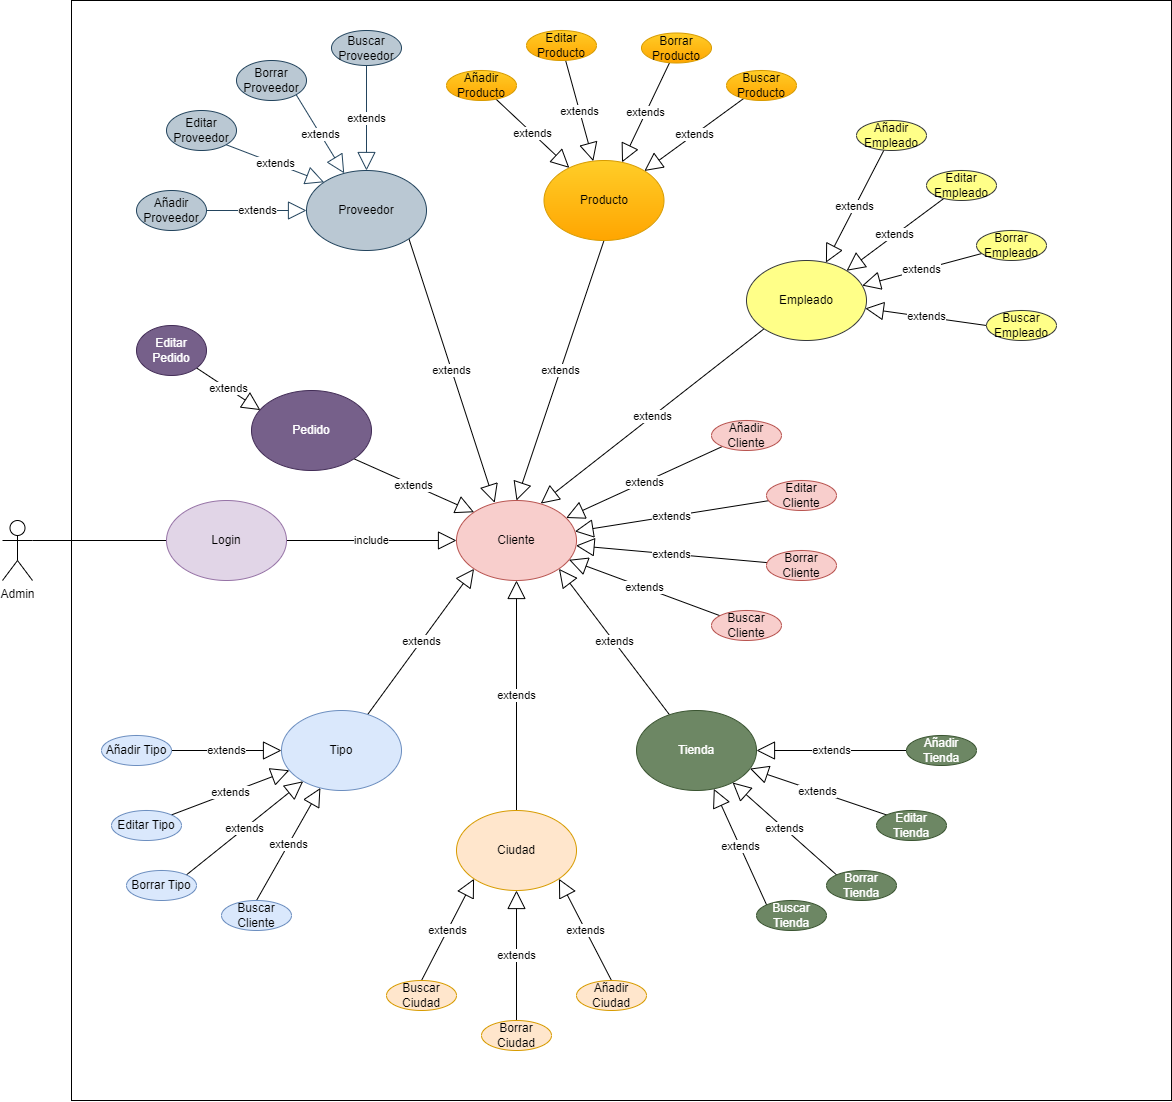 Buscar
Proveedor
Borrar
Proveedor
Editar
Proveedor
Añadir
Proveedor
extends
extends
extends
extends
Proveedor
Añadir
Producto
Editar
Producto
Borrar
Producto
Buscar
Producto
extends
extends
extends
extends
Producto
Añadir
Empleado
Editar
Empleado
Borrar
Empleado
Buscar
Empleado
extends
extends
extends
extends
Empleado
Editar
Pedido
extends
Pedido
extends
extends
extends
extends
Añadir
Cliente
Editar
Cliente
Borrar
Cliente
Buscar
Cliente
extends
extends
extends
extends
Admin
Login
include
Cliente
extends
extends
extends
Añadir Tipo
Editar Tipo
Borrar Tipo
Buscar
Cliente
extends
extends
extends
extends
Tipo
Ciudad
extends
extends
extends
Buscar
Ciudad
Borrar
Ciudad
Añadir
Ciudad
Tienda
extends
extends
extends
extends
Añadir
Tienda
Editar
Tienda
Borrar
Tienda
Buscar
Tienda